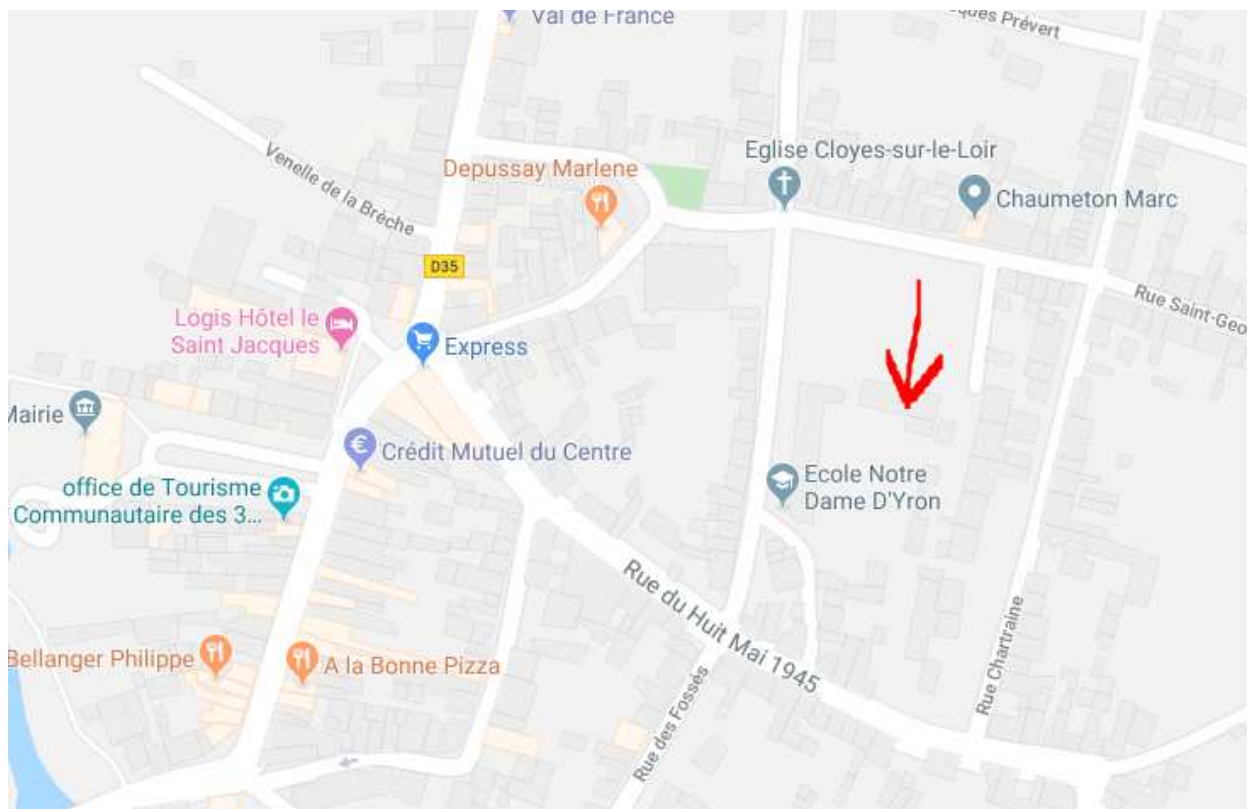 Val de France
ques Prévert
Venelle de la Brèche
Depussay Marlene
Eglise Cloyes-sur-le-Loir
Chaumeton Marc
D35
Rue Saint-Geo
Logis Hôtel le
Saint Jacques
Express
Mairie
Crédit Mutuel du Centre
office de Tourisme
Communautaire des 3...
Ecole Notre
Dame D'Yron
Rue du Huit Mai 1945
Rue Chartraine
Bellanger Philippe
A la Bonne Pizza
Rue des Fossés